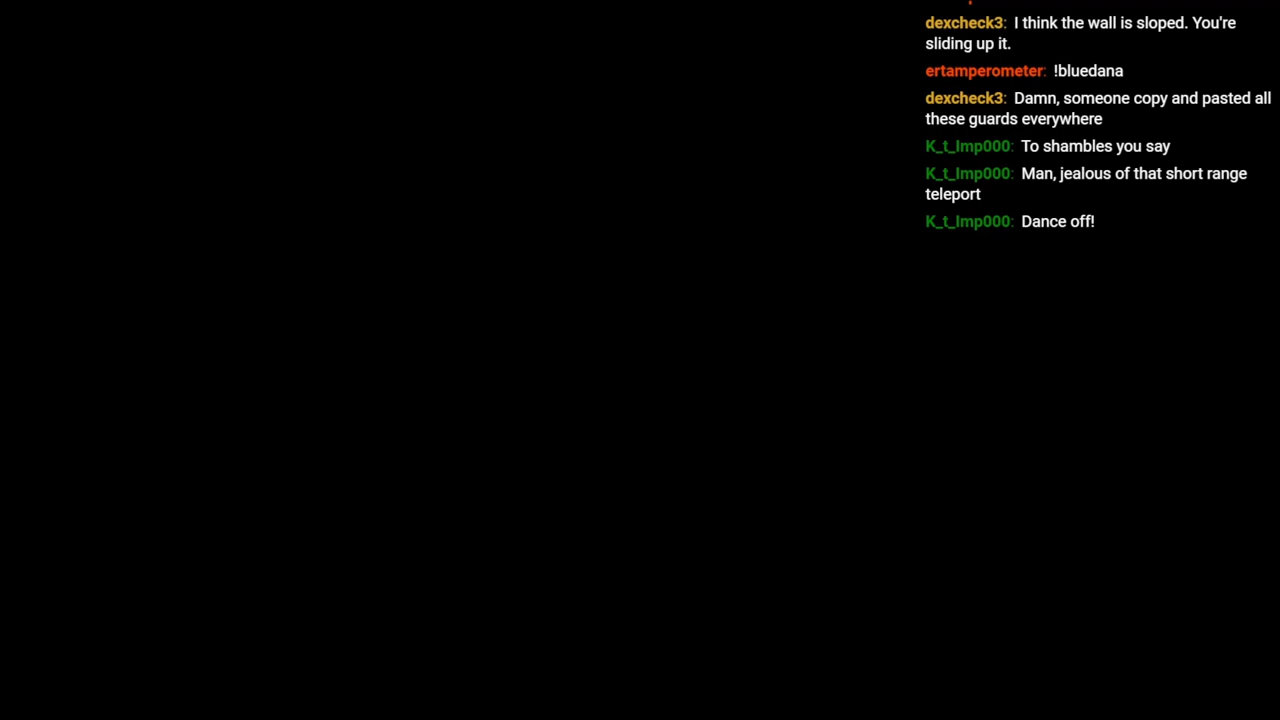 dexcheck3: I think the wall is sloped. You're
sliding up it.
ertamperometer: !bluedana
dexcheck3: Damn, someone copy and pasted all
these guards everywhere
K_t_Imp000: To shambles you say
K_t_Imp000: Man, jealous of that short range
teleport
K_t_Imp000: Dance off!